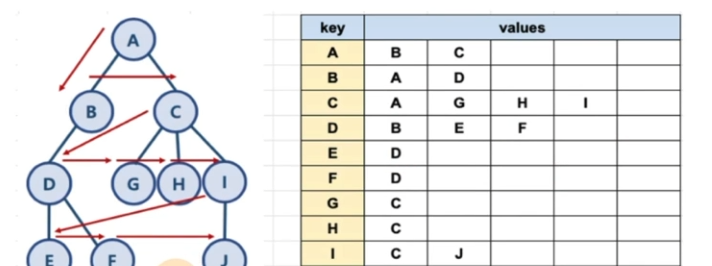 A
B C
D G H I
E F J
key values
A B C
B A D
C A G H I
D B E F
E D
F D
G C
H C
I C J